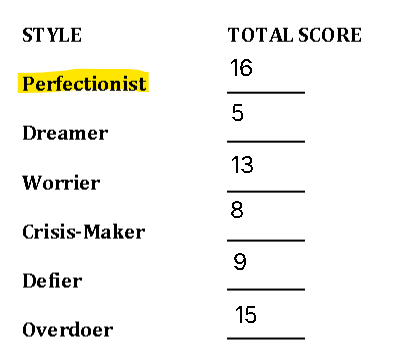 STYLE TOTAL SCORE
Perfectionist 16
Dreamer 5
Worrier 13
Crisis-Maker 8
Defier 9
Overdoer 15